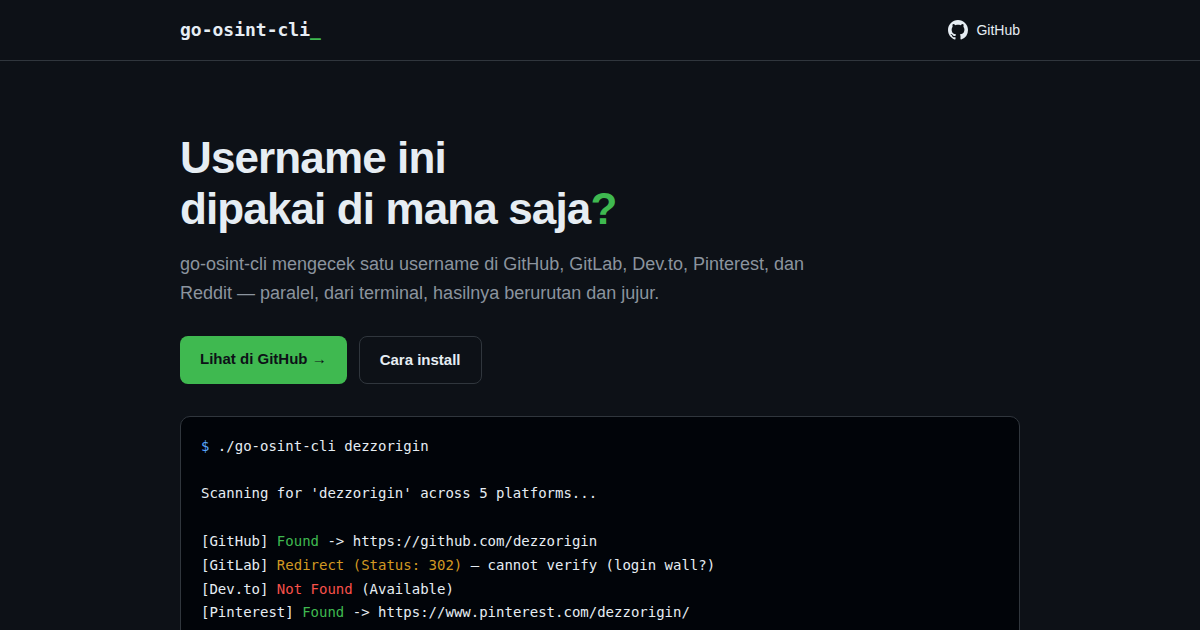 go-osint-cli_
GitHub
Username ini
dipakai di mana saja?
go-osint-cli mengecek satu username di GitHub, GitLab, Dev.to, Pinterest, dan
Reddit — paralel, dari terminal, hasilnya berurutan dan jujur.
Lihat di GitHub →
Cara install
$ ./go-osint-cli dezzorigin
Scanning for 'dezzorigin' across 5 platforms...
[GitHub] Found -> https://github.com/dezzorigin
[GitLab] Redirect (Status: 302) — cannot verify (login wall?)
[Dev.to] Not Found (Available)
[Pinterest] Found -> https://www.pinterest.com/dezzorigin/